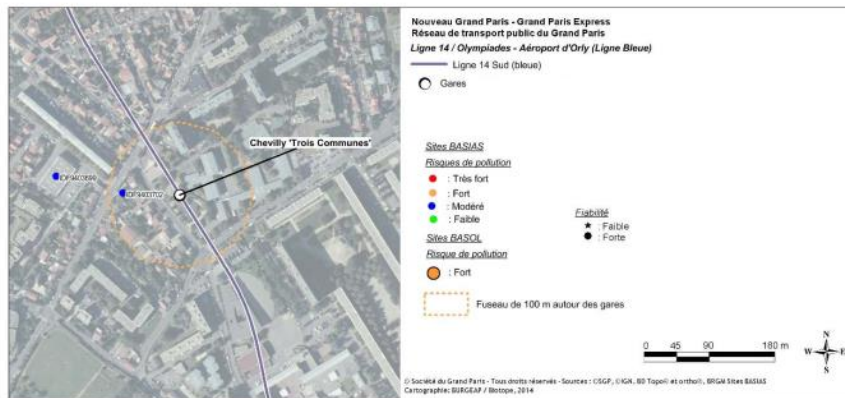 Nouveau Grand Paris - Grand Paris Express
Réseau de transport public du Grand Paris
Ligne 14 / Olympiades - Aéroport d'Orly (Ligne Bleue)
Ligne 14 Sud (bleue)
Gares
Chevilly 'Trois Communes'
IDF9403702
Sites BASIAS
Risques de pollution
: Très fort
: Fort
: Modéré
: Faible
Sites BASOL
Risque de pollution
: Fort
Fuseau de 100 m autour des gares
Fiabilité
: Faible
: Forte
0 45 90 180 m
N
W E
S
© Société du Grand Paris - Tous droits réservés - Sources : ©SGP, ©IGN, BD Topo® et ortho®, BRGM Sites BASIAS
Cartographie: BURGEAP / Biotope, 2014